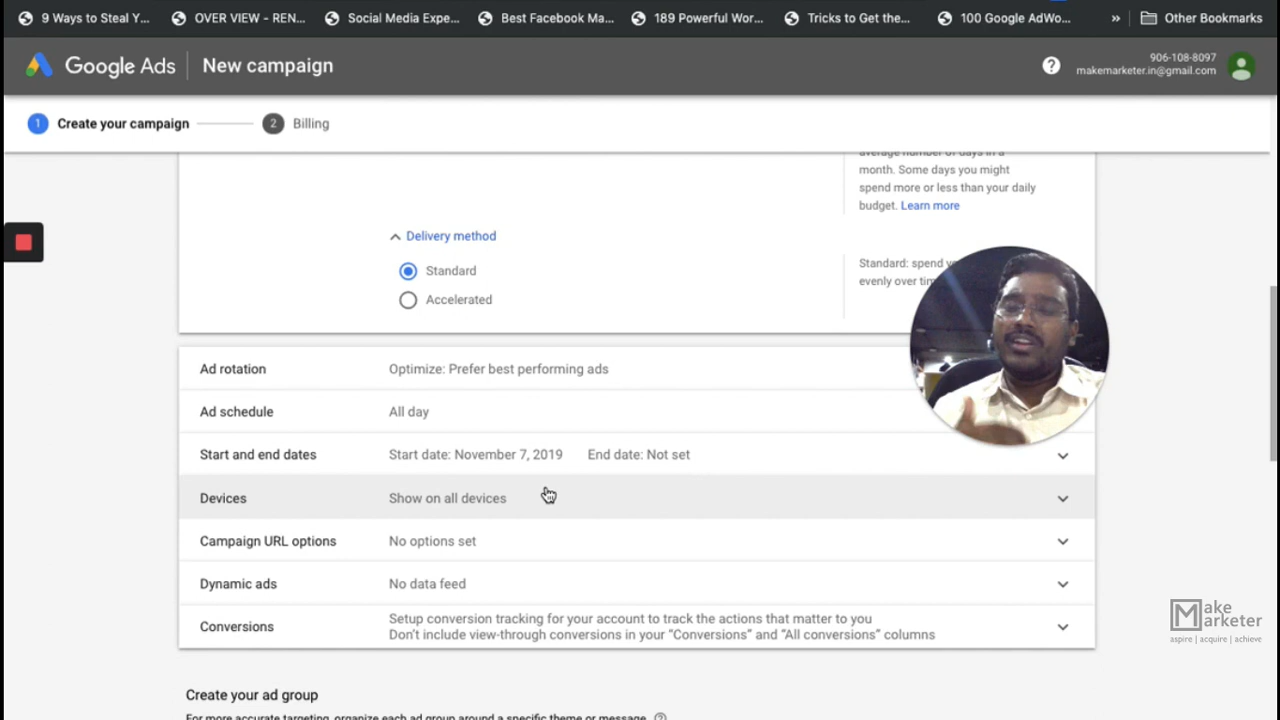 9 Ways to Steal Y...
OVER VIEW - REN...
Social Media Expe...
Best Facebook Ma...
189 Powerful Wor...
Tricks to Get the...
100 Google AdWo...
»
Other Bookmarks
Google Ads
New campaign
906-108-8097
makemarketer.in@gmail.com
1 Create your campaign
2 Billing
average number of days in a
month. Some days you might
spend more or less than your daily
budget. Learn more
Delivery method
Standard
Accelerated
Standard: spend
evenly over
Ad rotation Optimize: Prefer best performing ads
Ad schedule All day
Start and end dates Start date: November 7, 2019 End date: Not set
Devices Show on all devices
Campaign URL options No options set
Dynamic ads No data feed
Conversions Setup conversion tracking for your account to track the actions that matter to you
Don't include view-through conversions in your “Conversions” and “All conversions” columns
Make
Marketer
aspire | acquire | achieve
Create your ad group
For more accurate targeting, organize each ad group around a specific theme or message.